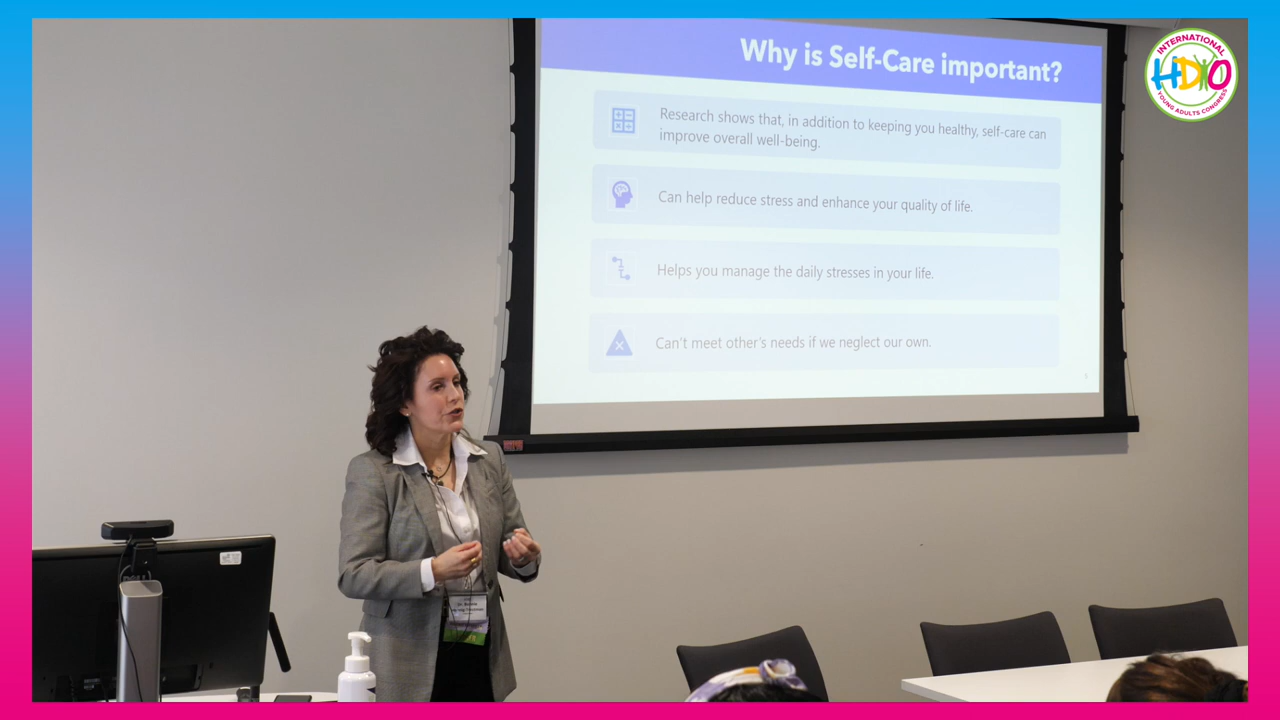 Why is Self-Care important?
Research shows that, in addition to keeping you healthy, self-care can
improve overall well-being.
Can help reduce stress and enhance your quality of life.
Helps you manage the daily stresses in your life.
Can't meet other's needs if we neglect our own.
INTERNATIONAL
HDYO
YOUNG ADULTS CONGRESS